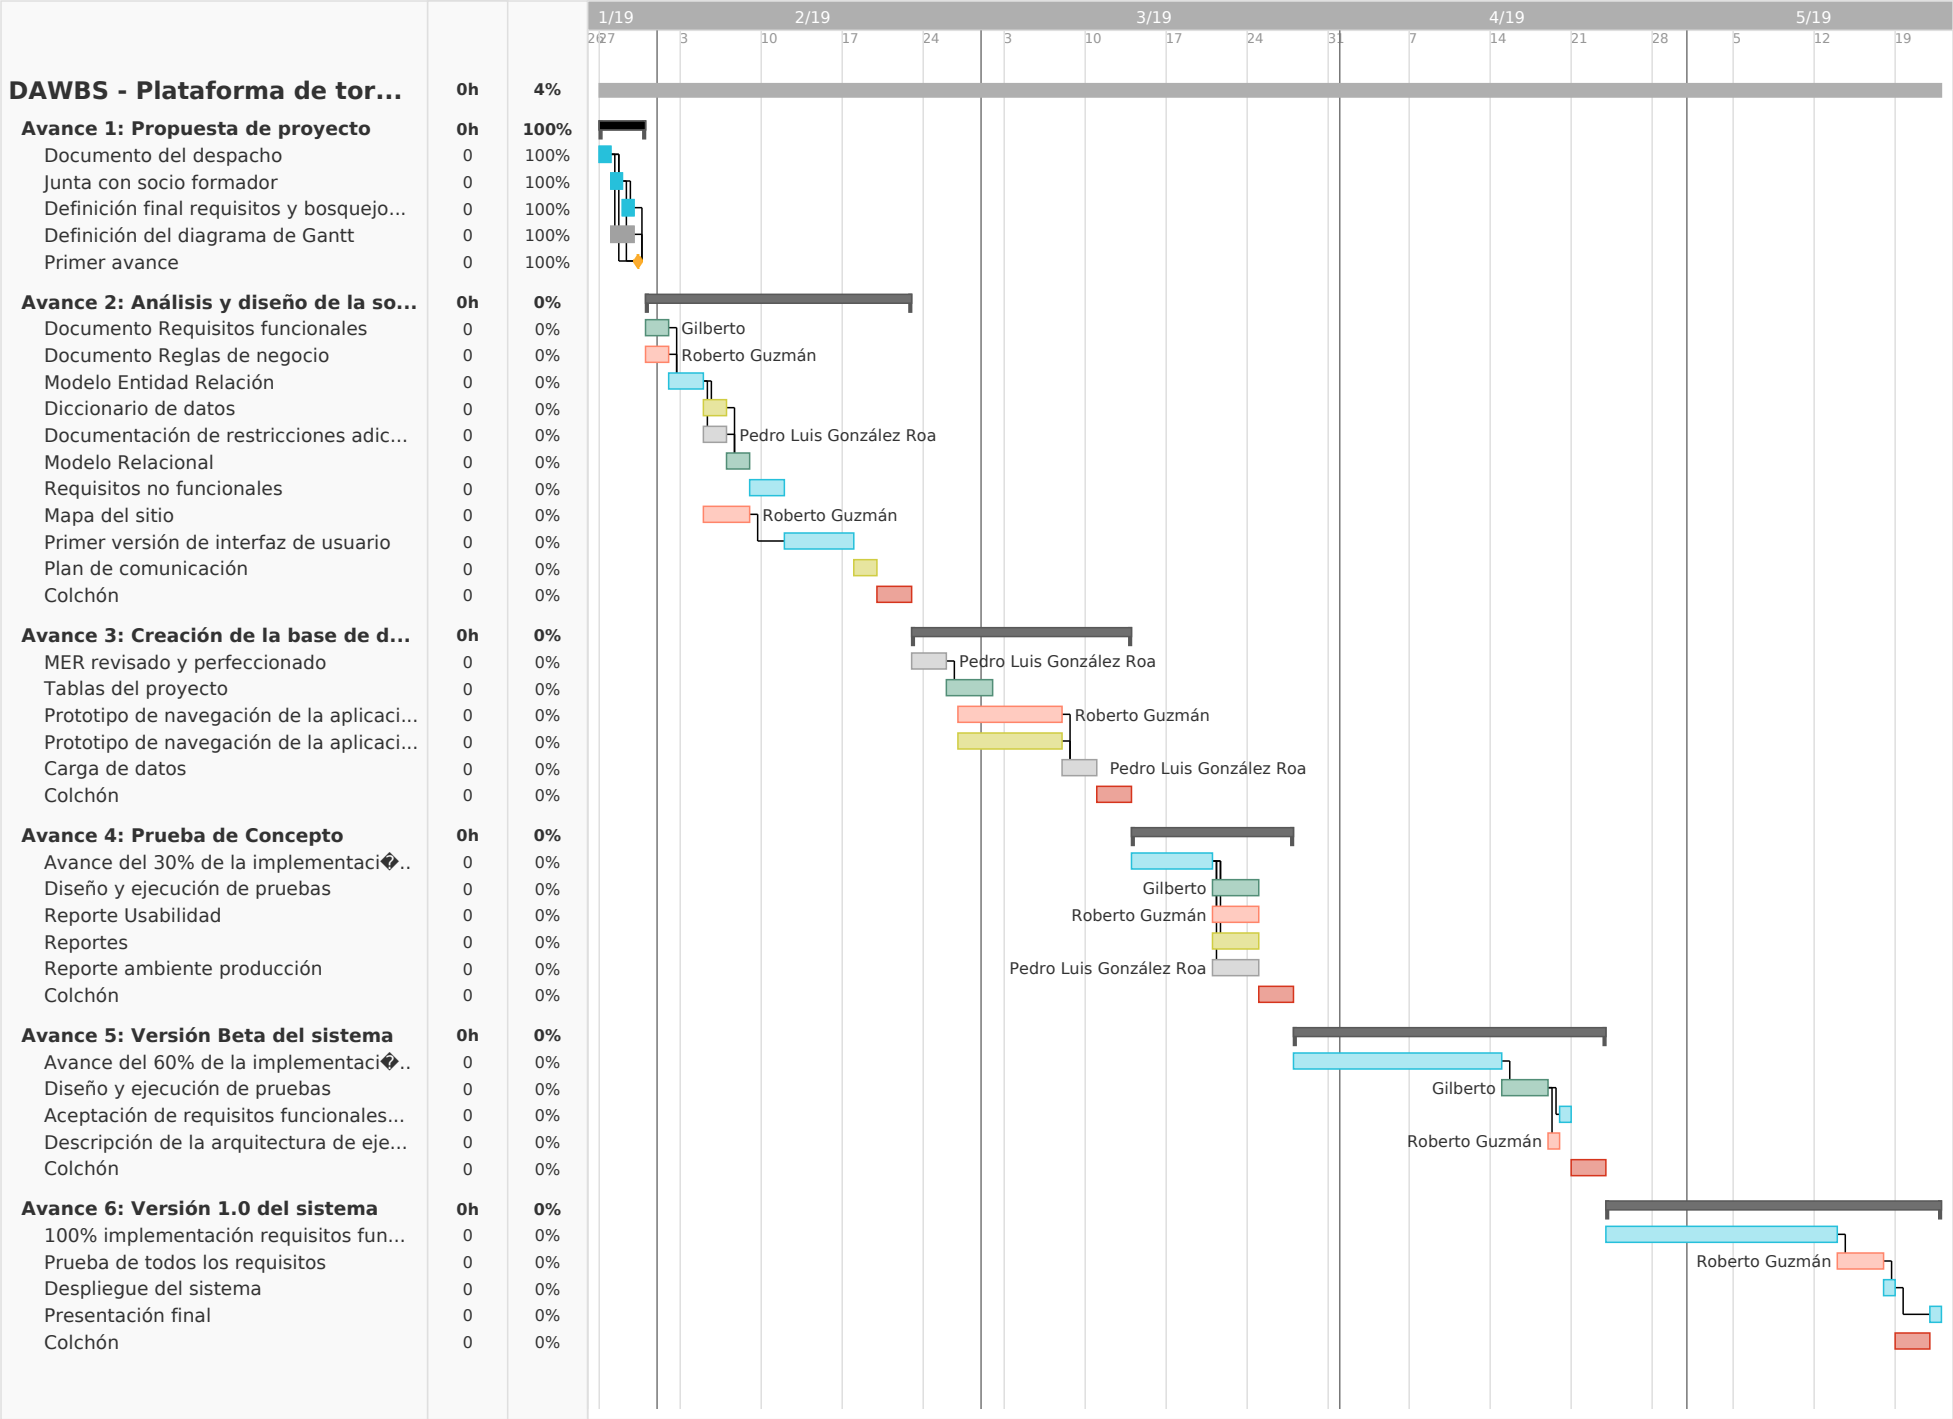 1/19 2/19 3/19 4/19 5/19
26 27 3 10 17 24 3 10 17 24 31 7 14 21 28 5 12 19
DAWBS - Plataforma de tor... 0h 4%
Avance 1: Propuesta de proyecto 0h 100%
Documento del despacho 0 100%
Junta con socio formador 0 100%
Definición final requisitos y bosquejo... 0 100%
Definición del diagrama de Gantt 0 100%
Primer avance 0 100%
Avance 2: Análisis y diseño de la so... 0h 0%
Documento Requisitos funcionales 0 0% Gilberto
Documento Reglas de negocio 0 0% Roberto Guzmán
Modelo Entidad Relación 0 0%
Diccionario de datos 0 0%
Documentación de restricciones adic... 0 0% Pedro Luis González Roa
Modelo Relacional 0 0%
Requisitos no funcionales 0 0%
Mapa del sitio 0 0% Roberto Guzmán
Primer versión de interfaz de usuario 0 0%
Plan de comunicación 0 0%
Colchón 0 0%
Avance 3: Creación de la base de d... 0h 0%
MER revisado y perfeccionado 0 0% Pedro Luis González Roa
Tablas del proyecto 0 0%
Prototipo de navegación de la aplicaci... 0 0% Roberto Guzmán
Prototipo de navegación de la aplicaci... 0 0%
Carga de datos 0 0% Pedro Luis González Roa
Colchón 0 0%
Avance 4: Prueba de Concepto 0h 0%
Avance del 30% de la implementaci�.. 0 0%
Diseño y ejecución de pruebas 0 0% Gilberto
Reporte Usabilidad 0 0% Roberto Guzmán
Reportes 0 0%
Reporte ambiente producción 0 0% Pedro Luis González Roa
Colchón 0 0%
Avance 5: Versión Beta del sistema 0h 0%
Avance del 60% de la implementaci�.. 0 0%
Diseño y ejecución de pruebas 0 0% Gilberto
Aceptación de requisitos funcionales... 0 0%
Descripción de la arquitectura de eje... 0 0% Roberto Guzmán
Colchón 0 0%
Avance 6: Versión 1.0 del sistema 0h 0%
100% implementación requisitos fun... 0 0%
Prueba de todos los requisitos 0 0% Roberto Guzmán
Despliegue del sistema 0 0%
Presentación final 0 0%
Colchón 0 0%